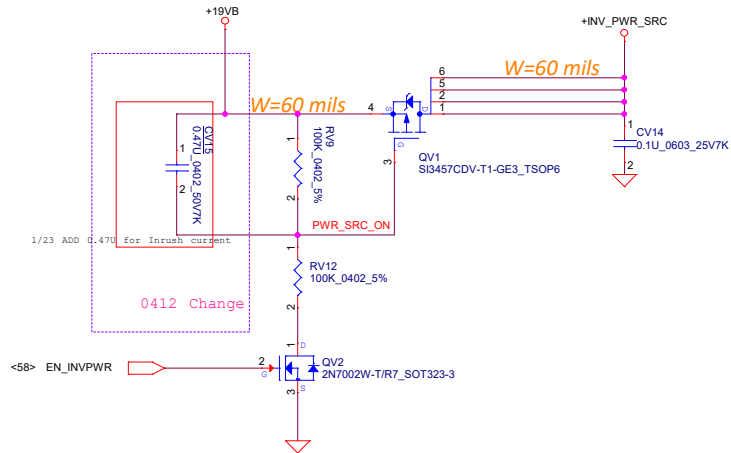 +19VB
+INV_PWR_SRC
W=60 mils
W=60 mils
6
5
2
1
4
S
D
G
3
QV1
SI3457CDV-T1-GE3_TSOP6
1
CV14
0.1U_0603_25V7K
2
CV15
0.47U_0402_50V7K
1
2
RV9
100K_0402_5%
1
2
PWR_SRC_ON
1/23 ADD 0.47U for Inrush current
1
RV12
100K_0402_5%
2
0412 Change
<58> EN_INVPWR
1
D
2
G
QV2
2N7002W-T/R7_SOT323-3
S
3